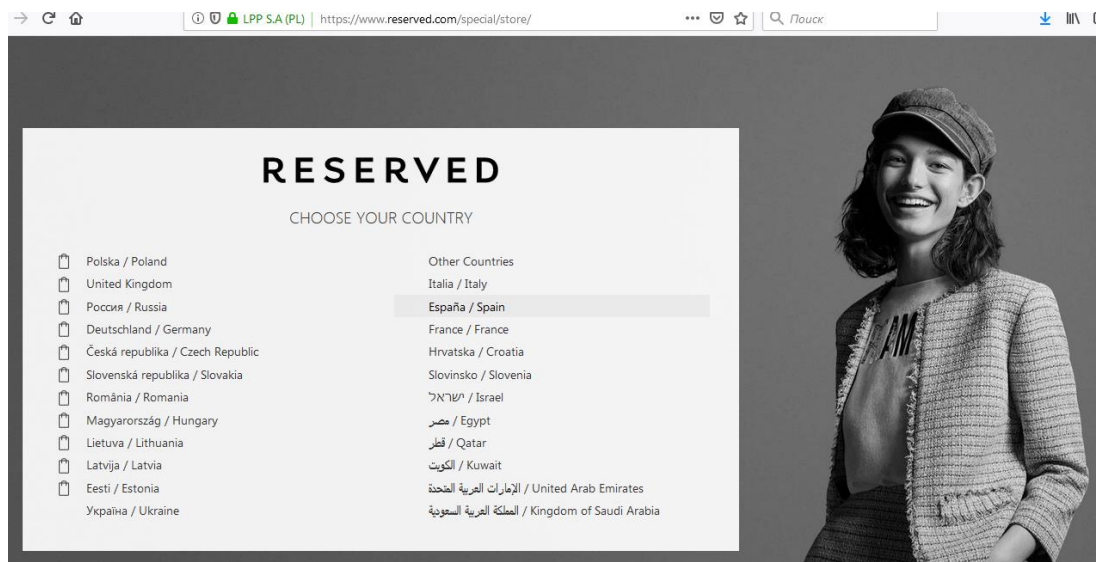 LPP S.A (PL) https://www.reserved.com/special/store/ Поиск
RESERVED
CHOOSE YOUR COUNTRY
Polska / Poland
United Kingdom
Россия / Russia
Deutschland / Germany
Česká republika / Czech Republic
Slovenská republika / Slovakia
România / Romania
Magyarország / Hungary
Lietuva / Lithuania
Latvija / Latvia
Eesti / Estonia
Україна / Ukraine
Other Countries
Italia / Italy
España / Spain
France / France
Hrvatska / Croatia
Slovinsko / Slovenia
ישראל / Israel
مصر / Egypt
قطر / Qatar
الكويت / Kuwait
الإمارات العربية المتحدة / United Arab Emirates
المملكة العربية السعودية / Kingdom of Saudi Arabia
AM